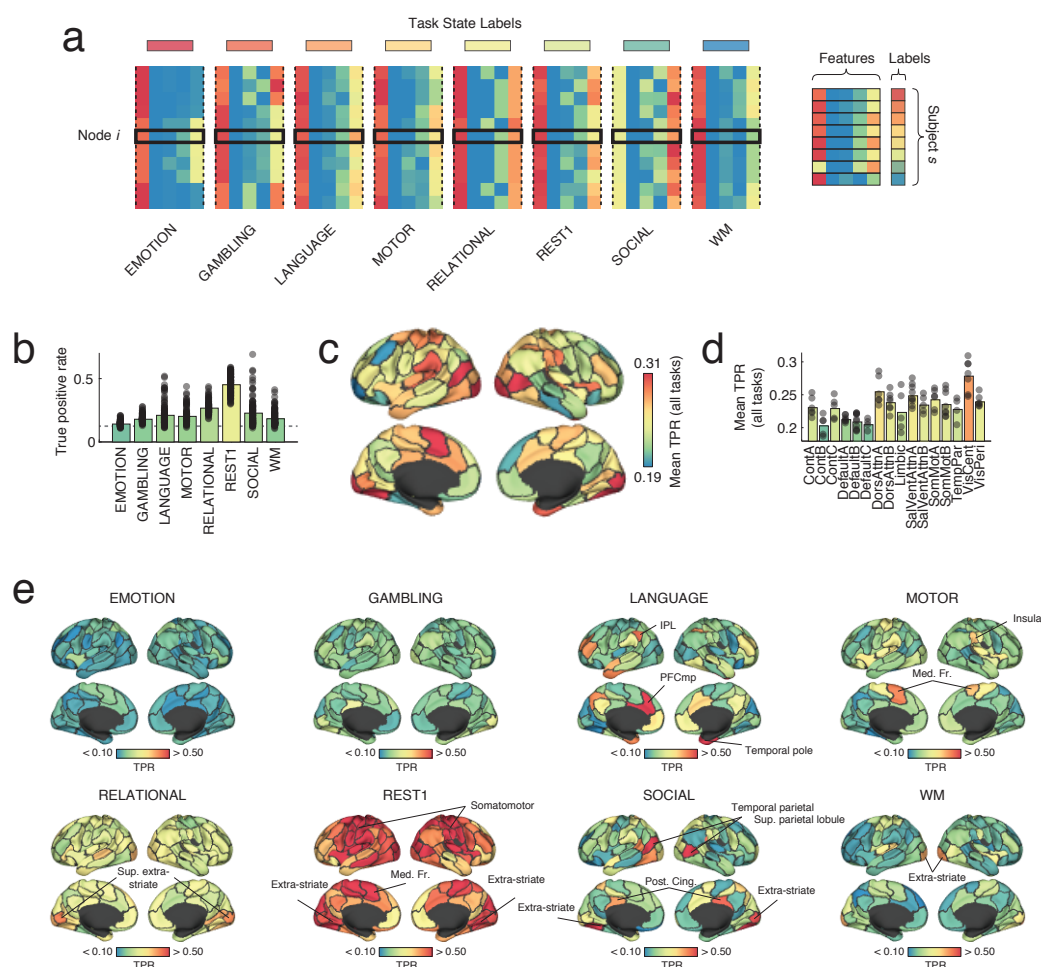 a
Task State Labels
Features
Labels
Subject s
Node i
EMOTION
GAMBLING
LANGUAGE
MOTOR
RELATIONAL
REST1
SOCIAL
WM
b
True positive rate
0.5
0
EMOTION
GAMBLING
LANGUAGE
MOTOR
RELATIONAL
REST1
SOCIAL
WM
c
0.31
Mean TPR (all tasks)
0.19
d
Mean TPR
(all tasks)
0.3
0.25
0.2
ContA
ContB
ContC
DefaultA
DefaultB
DefaultC
DorsAttnA
DorsAttnB
Lmbic
SalVentAttnA
SalVentAttnB
SomMotA
SomMotB
TempPar
VisCent
VisPeri
e
EMOTION
< 0.10
> 0.50
TPR
GAMBLING
< 0.10
> 0.50
TPR
LANGUAGE
IPL
PFCmp
Temporal pole
< 0.10
> 0.50
TPR
MOTOR
Insula
Med. Fr.
< 0.10
> 0.50
TPR
RELATIONAL
Sup. extra-
striate
< 0.10
> 0.50
TPR
REST1
Somatomotor
Med. Fr.
Extra-striate
Extra-striate
< 0.10
> 0.50
TPR
SOCIAL
Temporal parietal
Sup. parietal lobule
Post. Cing.
Extra-striate
Extra-striate
< 0.10
> 0.50
TPR
WM
Extra-striate
< 0.10
> 0.50
TPR